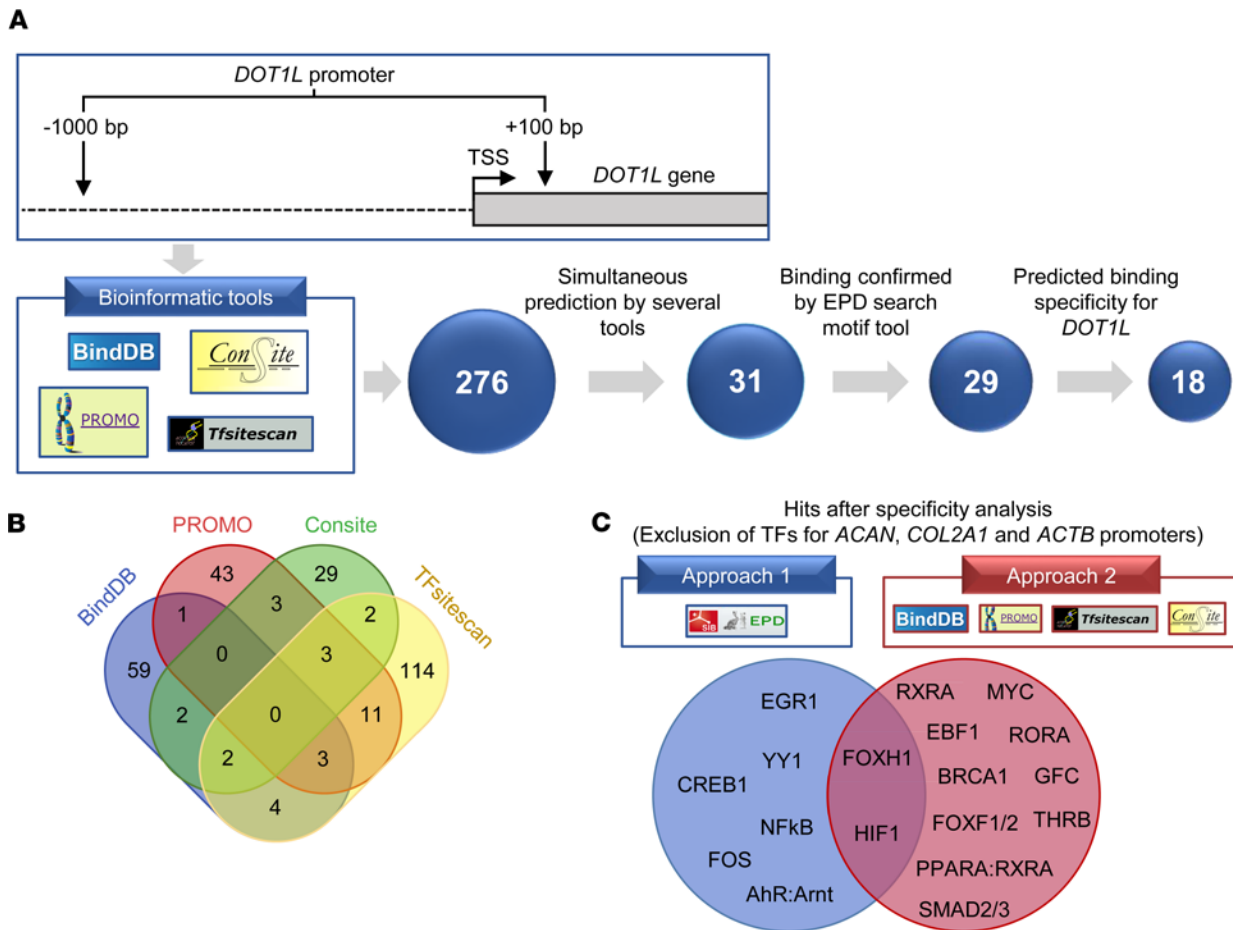 A
DOT1L promoter
-1000 bp
+100 bp
TSS
DOT1L gene
Bioinformatic tools
BindDB
ConSite
PROMO
Tfsitescan
276
Simultaneous
prediction by several
tools
31
Binding confirmed
by EPD search
motif tool
29
Predicted binding
specificity for
DOT1L
18
B
PROMO
Consite
BindDB
TFsitescan
43
29
1
3
2
59
0
3
114
2
0
11
2
3
4
C
Hits after specificity analysis
(Exclusion of TFs for ACAN, COL2A1 and ACTB promoters)
Approach 1
SIB
EPD
Approach 2
BindDB
PROMO
Tfsitescan
ConSite
EGR1
YY1
CREB1
NFkB
FOS
AhR:Arnt
FOXH1
HIF1
RXRA
MYC
EBF1
RORA
BRCA1
GFC
FOXF1/2
THRB
PPARA:RXRA
SMAD2/3